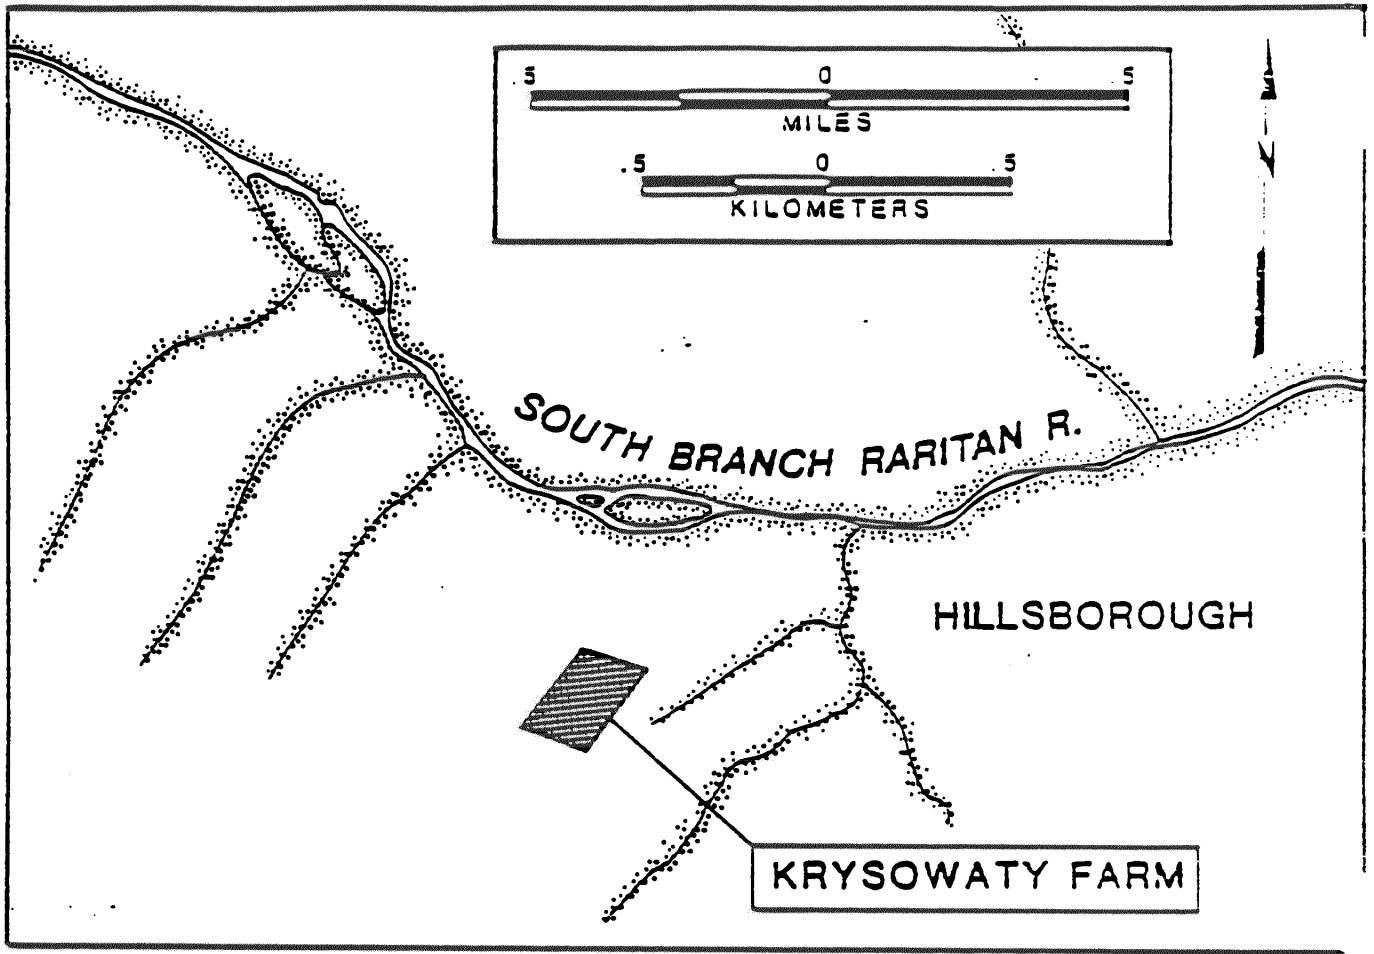 .5 0 .5
MILES
.5 0 .5
KILOMETERS
SOUTH BRANCH RARITAN R.
HILLSBOROUGH
KRYSOWATY FARM